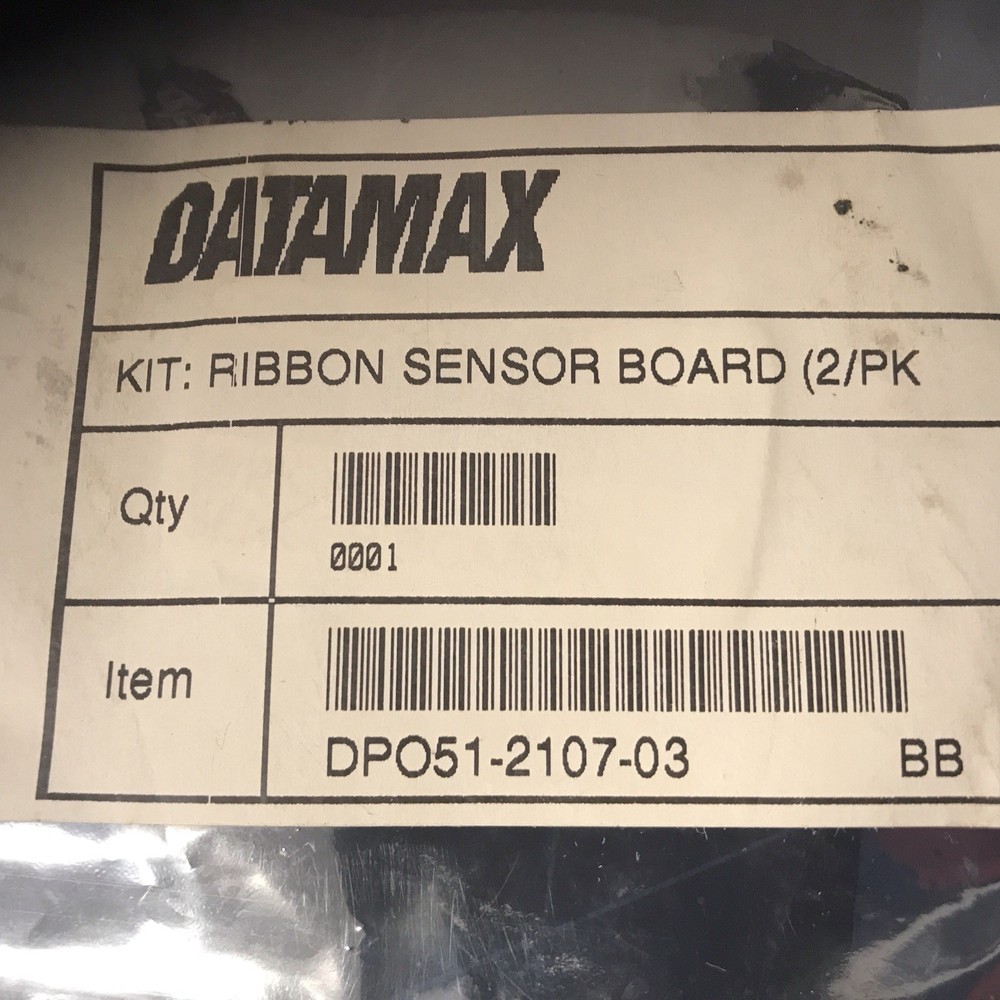 DATAMAX
KIT: RIBBON SENSOR BOARD (2/PK
Qty
0001
Item
DPO51-2107-03 BB